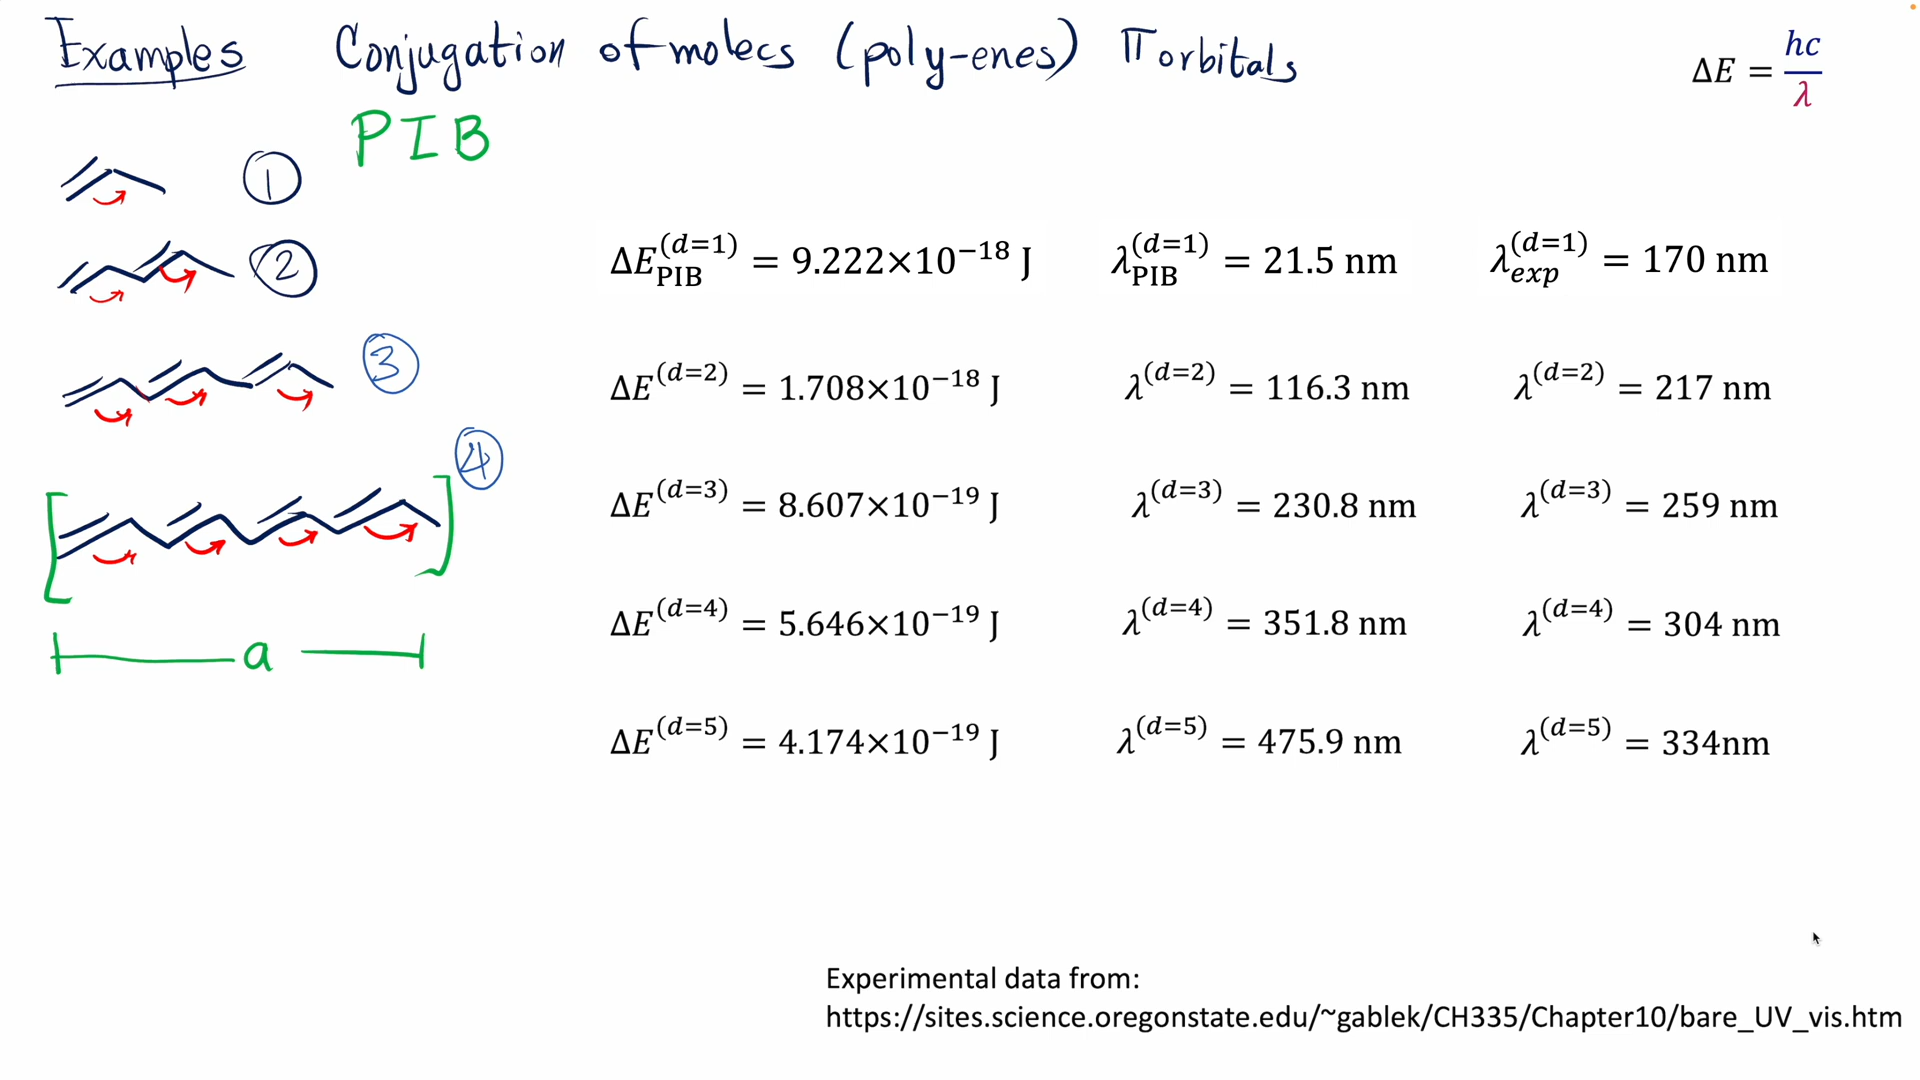 Examples Conjugation of molecs (poly-enes) π orbitals
ΔE = hc/λ
PIB
1
2
3
4
a
ΔE_PIB^(d=1) = 9.222×10^−18 J λ_PIB^(d=1) = 21.5 nm λ_exp^(d=1) = 170 nm
ΔE^(d=2) = 1.708×10^−18 J λ^(d=2) = 116.3 nm λ^(d=2) = 217 nm
ΔE^(d=3) = 8.607×10^−19 J λ^(d=3) = 230.8 nm λ^(d=3) = 259 nm
ΔE^(d=4) = 5.646×10^−19 J λ^(d=4) = 351.8 nm λ^(d=4) = 304 nm
ΔE^(d=5) = 4.174×10^−19 J λ^(d=5) = 475.9 nm λ^(d=5) = 334nm
Experimental data from:
https://sites.science.oregonstate.edu/~gablek/CH335/Chapter10/bare_UV_vis.htm